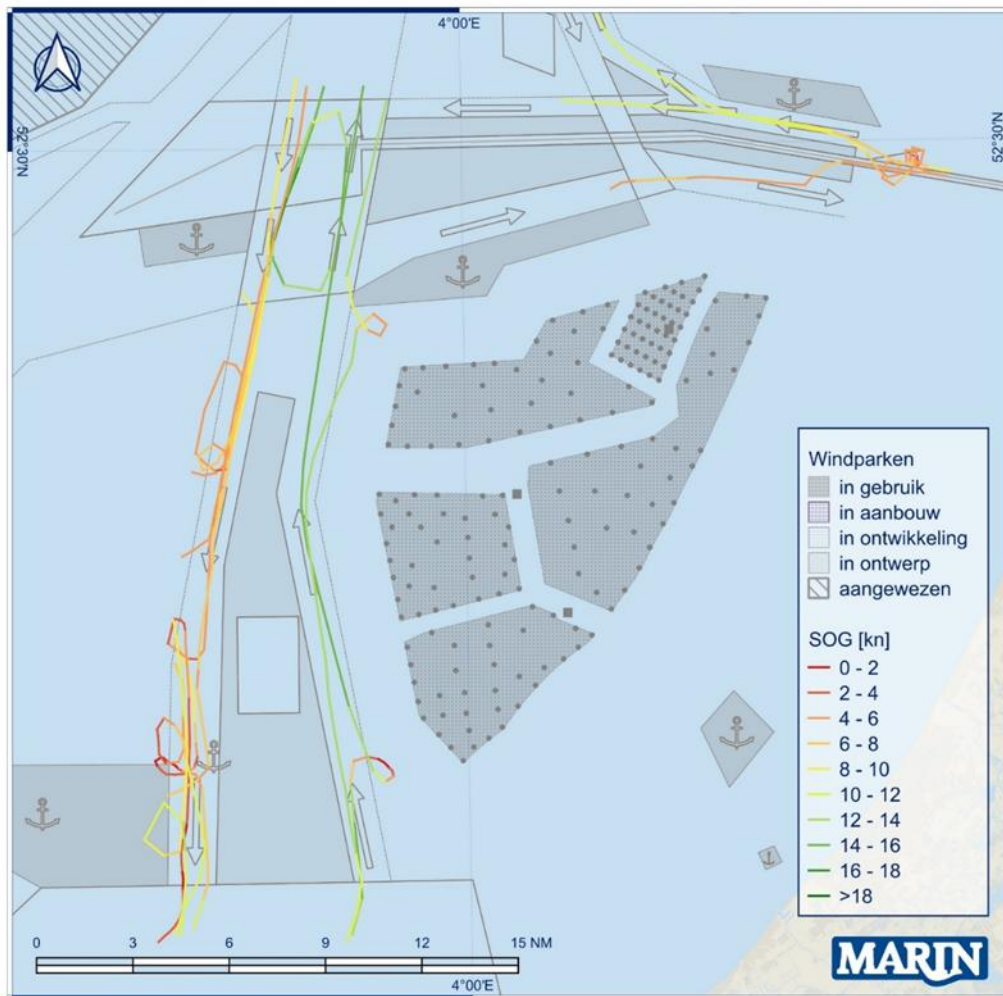 4°00'E
52°30'N
52°30'N
Windparken
in gebruik
in aanbouw
in ontwikkeling
in ontwerp
aangewezen
SOG [kn]
0 - 2
2 - 4
4 - 6
6 - 8
8 - 10
10 - 12
12 - 14
14 - 16
16 - 18
>18
0 3 6 9 12 15 NM
4°00'E
MARIN